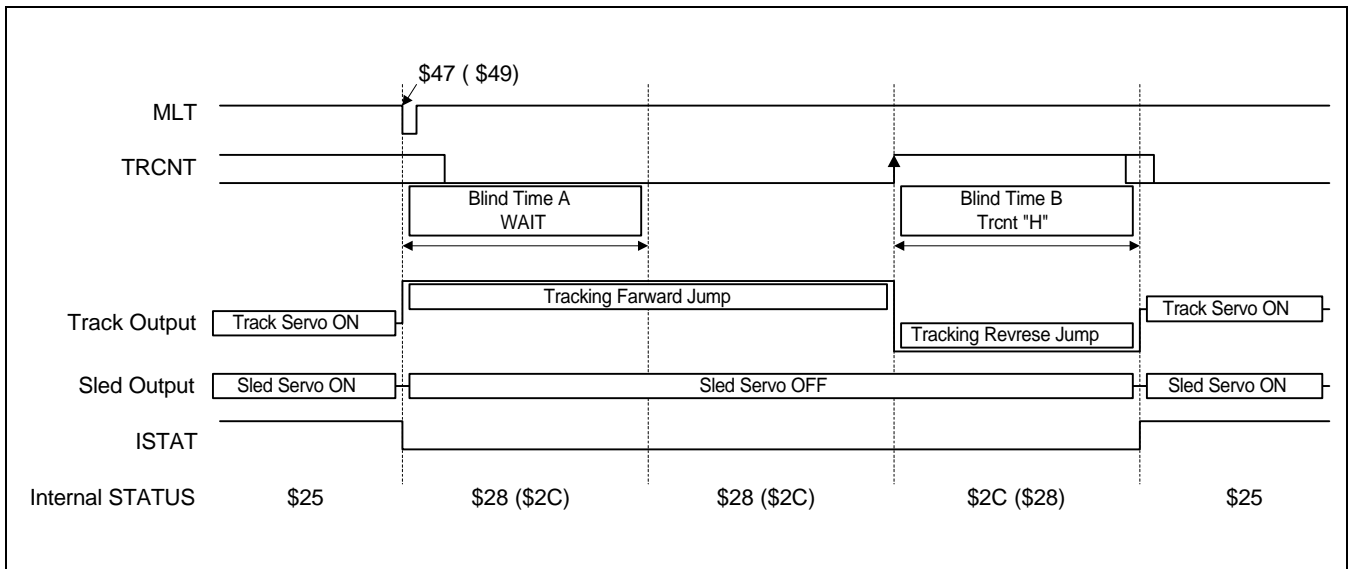 $47 ( $49)
MLT
TRCNT
Blind Time A
WAIT
Blind Time B
Trcnt "H"
Tracking Farward Jump
Track Output
Track Servo ON
Tracking Revrese Jump
Track Servo ON
Sled Output
Sled Servo ON
Sled Servo OFF
Sled Servo ON
ISTAT
Internal STATUS
$25
$28 ($2C)
$28 ($2C)
$2C ($28)
$25